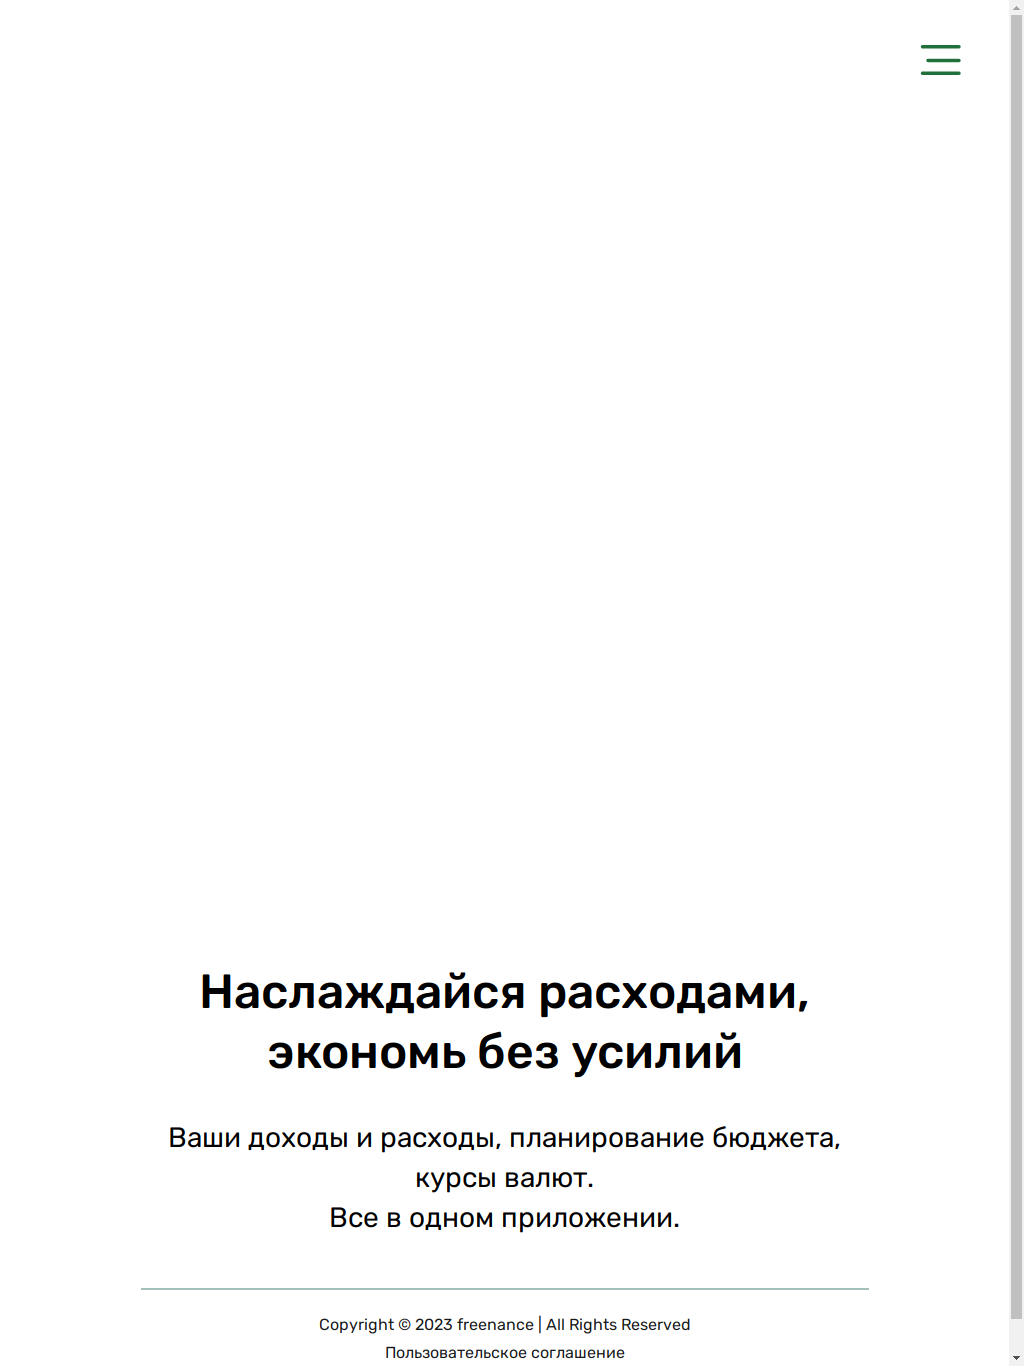 Наслаждайся расходами,
экономь без усилий
Ваши доходы и расходы, планирование бюджета,
курсы валют.
Все в одном приложении.
Copyright © 2023 freenance | All Rights Reserved
Пользовательское соглашение